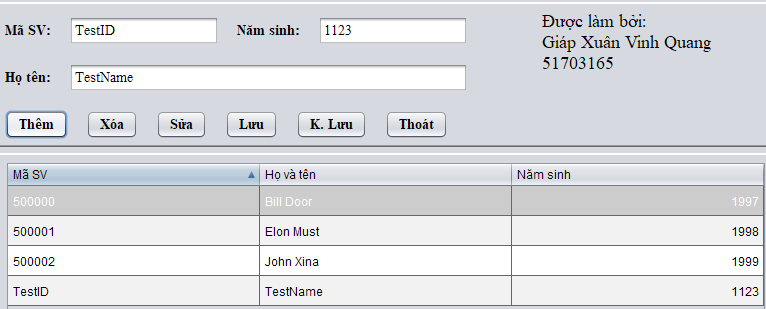 Mã SV: TestID Năm sinh: 1123
Được làm bởi:
Giáp Xuân Vinh Quang
51703165
Họ tên: TestName
Thêm Xóa Sửa Lưu K. Lưu Thoát
Mã SV Họ và tên Năm sinh
500000 Bill Door 1997
500001 Elon Must 1998
500002 John Xina 1999
TestID TestName 1123